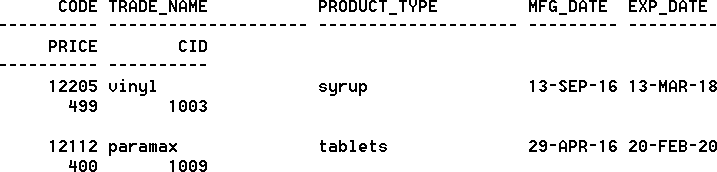 CODE TRADE_NAME PRODUCT_TYPE MFG_DATE EXP_DATE
---------- -------------------- -------------------- --------- ---------
PRICE CID
---------- ----------
12205 vinyl syrup 13-SEP-16 13-MAR-18
499 1003
12112 paramax tablets 29-APR-16 20-FEB-20
400 1009